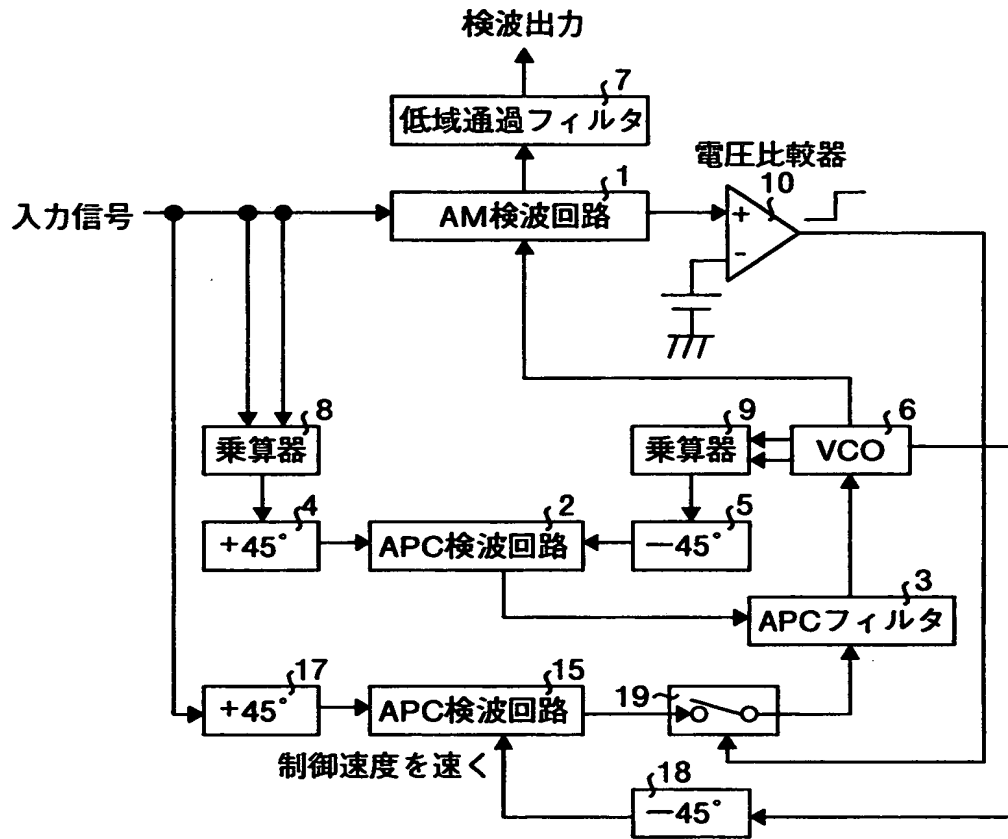 検波出力
7
低域通過フィルタ
電圧比較器
1
10
入力信号
AM検波回路
+
-
8
9
6
乗算器
乗算器
VCO
4
2
5
+45°
APC検波回路
-45°
3
APCフィルタ
17
15
19
+45°
APC検波回路
制御速度を速く
18
-45°